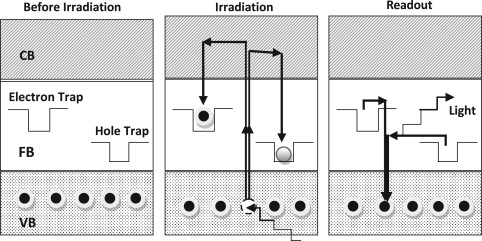 Before Irradiation
Irradiation
Readout
CB
Electron Trap
Light
Hole Trap
FB
VB